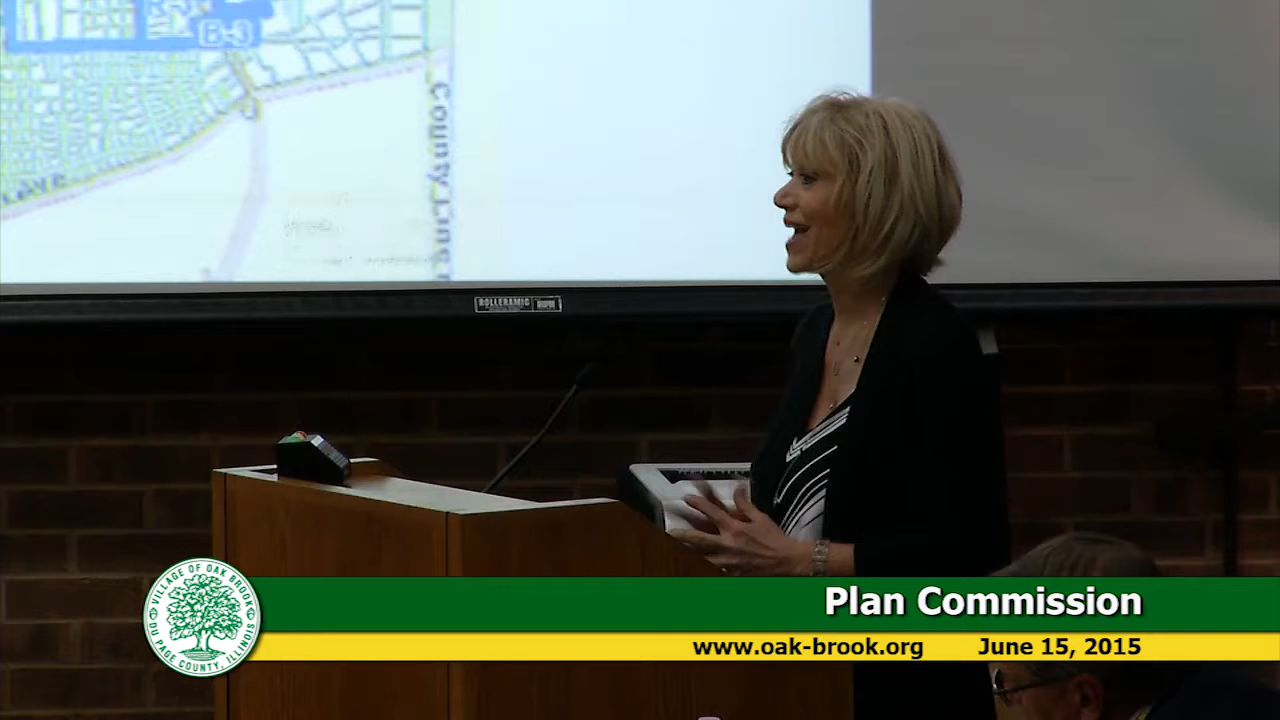 B-3
County Line
ROLLERAMIC
VILLAGE OF OAK BROOK
DU PAGE COUNTY, ILLINOIS
Plan Commission
www.oak-brook.org June 15, 2015